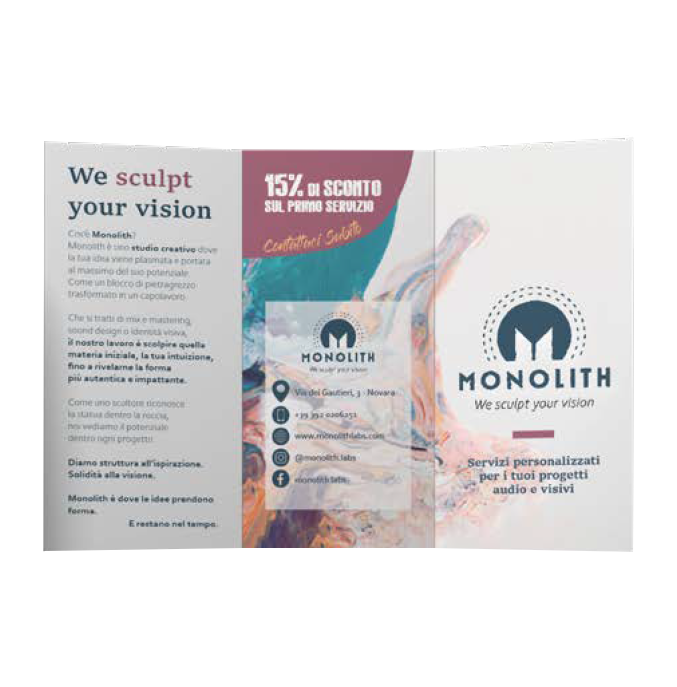 We sculpt
your vision
Cos'è Monolith?
Monolith è uno studio creativo dove
la tua idea viene plasmata e portata
al massimo del suo potenziale.
Come un blocco di pietra grezzo
trasformato in un capolavoro.
Che si tratti di mix e mastering,
sound design o identità visiva,
il nostro lavoro è scolpire quella
materia iniziale, la tua intuizione,
fino a rivelarne la forma
più autentica e impattante.
Come uno scultore riconosce
la statua dentro la roccia,
noi vediamo il potenziale
dentro ogni progetto.
Diamo struttura all'ispirazione.
Solidità alla visione.
Monolith è dove le idee prendono
forma.
E restano nel tempo.
15% DI SCONTO
SUL PRIMO SERVIZIO
Contattaci Subito
MONOLITH
We sculpt your vision
Via dei Gautieri, 3 - Novara
+39 392 0206251
www.monolithlabs.com
@monolith.labs
monolith.labs
MONOLITH
We sculpt your vision
Servizi personalizzati
per i tuoi progetti
audio e visivi